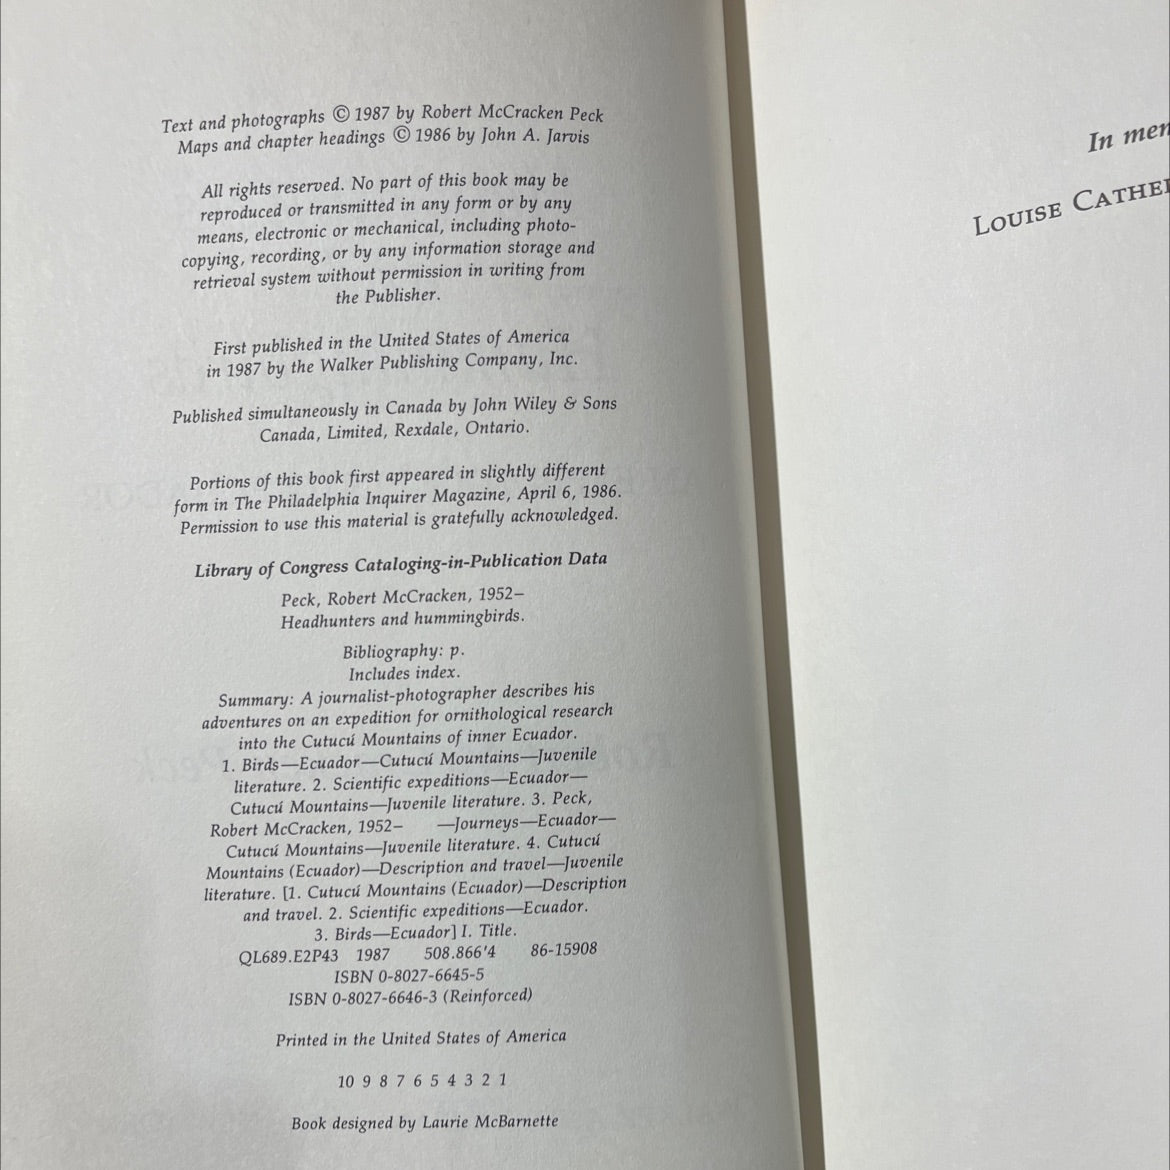 Text and photographs © 1987 by Robert McCracken Peck
Maps and chapter headings © 1986 by John A. Jarvis
All rights reserved. No part of this book may be
reproduced or transmitted in any form or by any
means, electronic or mechanical, including photo-
copying, recording, or by any information storage and
retrieval system without permission in writing from
the Publisher.
First published in the United States of America
in 1987 by the Walker Publishing Company, Inc.
Published simultaneously in Canada by John Wiley & Sons
Canada, Limited, Rexdale, Ontario.
Portions of this book first appeared in slightly different
form in The Philadelphia Inquirer Magazine, April 6, 1986.
Permission to use this material is gratefully acknowledged.
Library of Congress Cataloging-in-Publication Data
Peck, Robert McCracken, 1952–
Headhunters and hummingbirds.
Bibliography: p.
Includes index.
Summary: A journalist-photographer describes his
adventures on an expedition for ornithological research
into the Cutucú Mountains of inner Ecuador.
1. Birds—Ecuador—Cutucú Mountains—Juvenile
literature. 2. Scientific expeditions—Ecuador—
Cutucú Mountains—Juvenile literature. 3. Peck,
Robert McCracken, 1952– —Journeys—Ecuador—
Cutucú Mountains—Juvenile literature. 4. Cutucú
Mountains (Ecuador)—Description and travel—Juvenile
literature. [1. Cutucú Mountains (Ecuador)—Description
and travel. 2. Scientific expeditions—Ecuador.
3. Birds—Ecuador] I. Title.
QL689.E2P43 1987 508.866'4 86-15908
ISBN 0-8027-6645-5
ISBN 0-8027-6646-3 (Reinforced)
Printed in the United States of America
10 9 8 7 6 5 4 3 2 1
Book designed by Laurie McBarnette
In
LOUISE